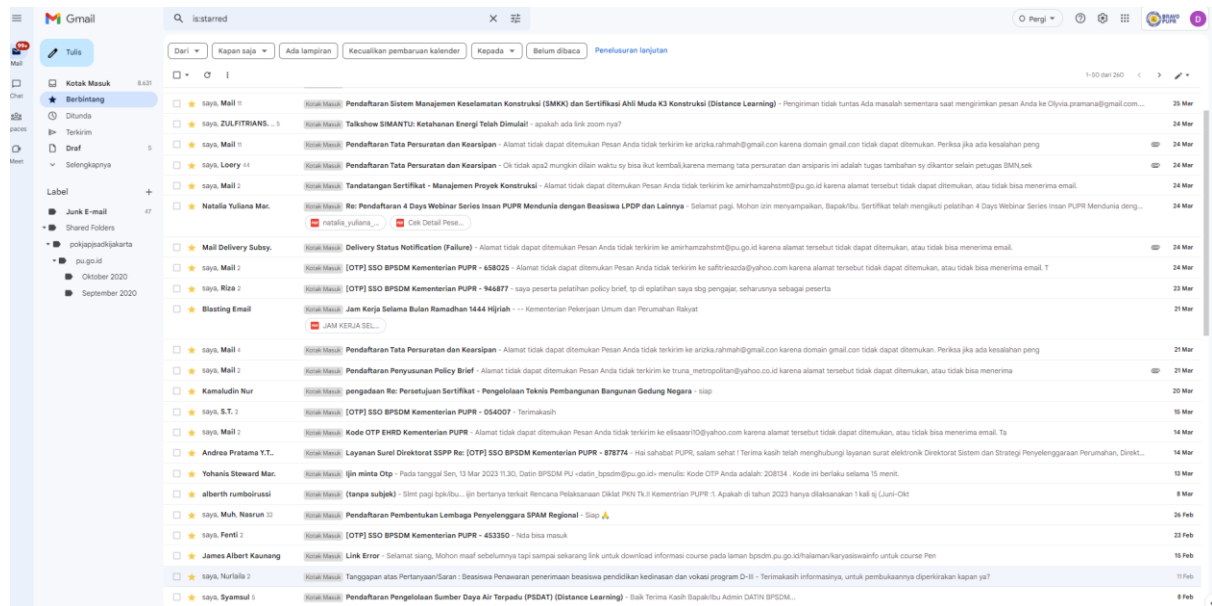 Gmail
is:starred
Pergi
BRAVO PUPR
D
99+
Mail
Chat
Spaces
Meet
Tulis
Kotak Masuk 8.631
Berbintang
Ditunda
Terkirim
Draf 5
Selengkapnya
Label
Junk E-mail 47
Shared Folders
pokjapjsadkijakarta
pu.go.id
Oktober 2020
September 2020
Dari Kapan saja Ada lampiran Kecualikan pembaruan kalender Kepada Belum dibaca Penelusuran lanjutan
1-50 dari 260
saya, Mail 11 Kotak Masuk Pendaftaran Sistem Manajemen Keselamatan Konstruksi (SMKK) dan Sertifikasi Ahli Muda K3 Konstruksi (Distance Learning) - Pengiriman tidak tuntas Ada masalah sementara saat mengirimkan pesan Anda ke Olyvia.pramana@gmail.com.... 25 Mar
saya, ZULFITRIANS. ... 5 Kotak Masuk Talkshow SIMANTU: Ketahanan Energi Telah Dimulai! - apakah ada link zoom nya? 24 Mar
saya, Mail 11 Kotak Masuk Pendaftaran Tata Persuratan dan Kearsipan - Alamat tidak dapat ditemukan Pesan Anda tidak terkirim ke arizka.rahmah@gmail.con karena domain gmail.con tidak dapat ditemukan. Periksa jika ada kesalahan peng 24 Mar
saya, Loery 44 Kotak Masuk Pendaftaran Tata Persuratan dan Kearsipan - Ok tidak apa2 mungkin dilain waktu sy bisa ikut kembali,karena memang tata persuratan dan arsiparis ini adalah tugas tambahan sy dikantor selain petugas BMN,sek 24 Mar
saya, Mail 2 Kotak Masuk Tandatangan Sertifikat - Manajemen Proyek Konstruksi - Alamat tidak dapat ditemukan Pesan Anda tidak terkirim ke amirhamzahstmt@pu.go.id karena alamat tersebut tidak dapat ditemukan, atau tidak bisa menerima email. 24 Mar
Natalia Yuliana Mar. Kotak Masuk Re: Pendaftaran 4 Days Webinar Series Insan PUPR Mendunia dengan Beasiswa LPDP dan Lainnya - Selamat pagi. Mohon izin menyampaikan, Bapak/Ibu. Sertifikat telah mengikuti pelatihan 4 Days Webinar Series Insan PUPR Mendunia deng... 24 Mar
natalia_yuliana_... Cek Detail Pese...
Mail Delivery Subsy. Kotak Masuk Delivery Status Notification (Failure) - Alamat tidak dapat ditemukan Pesan Anda tidak terkirim ke amirhamzahstmt@pu.go.id karena alamat tersebut tidak dapat ditemukan, atau tidak bisa menerima email. 24 Mar
saya, Mail 2 Kotak Masuk [OTP] SSO BPSDM Kementerian PUPR - 658025 - Alamat tidak dapat ditemukan Pesan Anda tidak terkirim ke safitrieazda@yahoo.com karena alamat tersebut tidak dapat ditemukan, atau tidak bisa menerima email. T 24 Mar
saya, Riza 2 Kotak Masuk [OTP] SSO BPSDM Kementerian PUPR - 946877 - saya peserta pelatihan policy brief, tp di eplatihan saya sbg pengajar, seharusnya sebagai peserta 23 Mar
Blasting Email Kotak Masuk Jam Kerja Selama Bulan Ramadhan 1444 Hijriah - -- Kementerian Pekerjaan Umum dan Perumahan Rakyat 21 Mar
JAM KERJA SEL...
saya, Mail 4 Kotak Masuk Pendaftaran Tata Persuratan dan Kearsipan - Alamat tidak dapat ditemukan Pesan Anda tidak terkirim ke arizka.rahmah@gmail.con karena domain gmail.con tidak dapat ditemukan. Periksa jika ada kesalahan peng 21 Mar
saya, Mail 2 Kotak Masuk Pendaftaran Penyusunan Policy Brief - Alamat tidak dapat ditemukan Pesan Anda tidak terkirim ke truna_metropolitan@yahoo.co.id karena alamat tersebut tidak dapat ditemukan, atau tidak bisa menerima 21 Mar
Kamaludin Nur Kotak Masuk pengadaan Re: Persetujuan Sertifikat - Pengelolaan Teknis Pembangunan Bangunan Gedung Negara - siap 20 Mar
saya, S.T. 2 Kotak Masuk [OTP] SSO BPSDM Kementerian PUPR - 054007 - Terimakasih 15 Mar
saya, Mail 2 Kotak Masuk Kode OTP EHRD Kementerian PUPR - Alamat tidak dapat ditemukan Pesan Anda tidak terkirim ke elisaasri10@yahoo.com karena alamat tersebut tidak dapat ditemukan, atau tidak bisa menerima email. Ta 14 Mar
Andrea Pratama Y.T.. Kotak Masuk Layanan Surel Direktorat SSPP Re: [OTP] SSO BPSDM Kementerian PUPR - 878774 - Hai sahabat PUPR, salam sehat ! Terima kasih telah menghubungi layanan surat elektronik Direktorat Sistem dan Strategi Penyelenggaraan Perumahan, Direkt... 14 Mar
Yohanis Steward Mar. Kotak Masuk Ijin minta Otp - Pada tanggal Sen, 13 Mar 2023 11.30, Datin BPSDM PU <datin_bpsdm@pu.go.id> menulis: Kode OTP Anda adalah: 208134 . Kode ini berlaku selama 15 menit. 13 Mar
alberth rumboirussi Kotak Masuk (tanpa subjek) - Slmt pagi bpk/ibu... ijin bertanya terkait Rencana Pelaksanaan Diklat PKN Tk.II Kementrian PUPR :1. Apakah di tahun 2023 hanya dilaksanakan 1 kali sj (Juni-Okt 8 Mar
saya, Muh. Nasrun 32 Kotak Masuk Pendaftaran Pembentukan Lembaga Penyelenggara SPAM Regional - Siap 🙏 26 Feb
saya, Fenti 2 Kotak Masuk [OTP] SSO BPSDM Kementerian PUPR - 453350 - Nda bisa masuk 23 Feb
James Albert Kaunang Kotak Masuk Link Error - Selamat siang, Mohon maaf sebelumnya tapi sampai sekarang link untuk download informasi course pada laman bpsdm.pu.go.id/halaman/karyasiswainfo untuk course Pem 15 Feb
saya, Nurlaila 2 Kotak Masuk Tanggapan atas Pertanyaan/Saran : Beasiswa Penawaran penerimaan beasiswa pendidikan kedinasan dan vokasi program D-III - Terimakasih informasinya, untuk pembukaannya diperkirakan kapan ya? 11 Feb
saya, Syamsul 5 Kotak Masuk Pendaftaran Pengelolaan Sumber Daya Air Terpadu (PSDAT) (Distance Learning) - Baik Terima Kasih Bapak/Ibu Admin DATIN BPSDM... 8 Feb